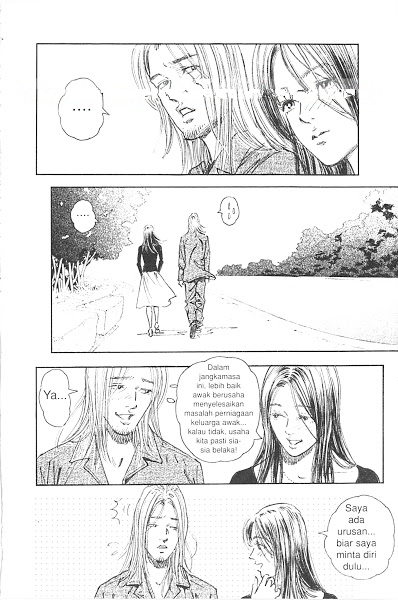 ....
....
Ya...
Dalam
jangkamasa
ini, lebih baik
awak berusaha
menyelesaikan
masalah perniagaan
keluarga awak...
kalau tidak, usaha
kita pasti sia-
sia belaka!
Saya
ada
urusan...
biar saya
minta diri
dulu...